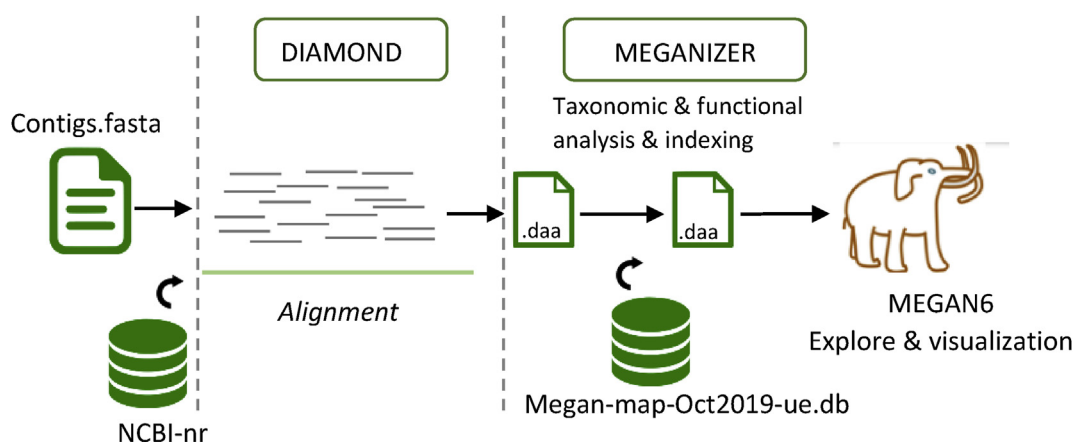 DIAMOND
MEGANIZER
Contigs.fasta
Taxonomic & functional
analysis & indexing
.daa
.daa
Alignment
MEGAN6
Explore & visualization
NCBI-nr
Megan-map-Oct2019-ue.db